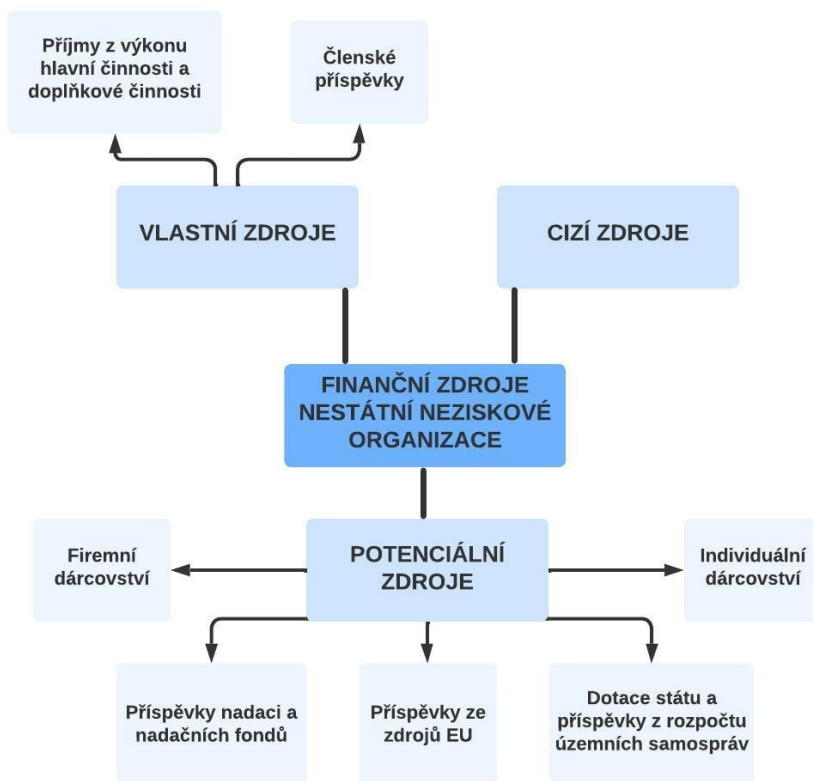 Příjmy z výkonu
hlavní činnosti a
doplňkové činnosti
Členské
příspěvky
VLASTNÍ ZDROJE
CIZÍ ZDROJE
FINANČNÍ ZDROJE
NESTÁTNÍ NEZISKOVÉ
ORGANIZACE
POTENCIÁLNÍ
ZDROJE
Firemní
dárcovství
Individuální
dárcovství
Příspěvky nadaci a
nadačních fondů
Příspěvky ze
zdrojů EU
Dotace státu a
příspěvky z rozpočtu
územních samospráv